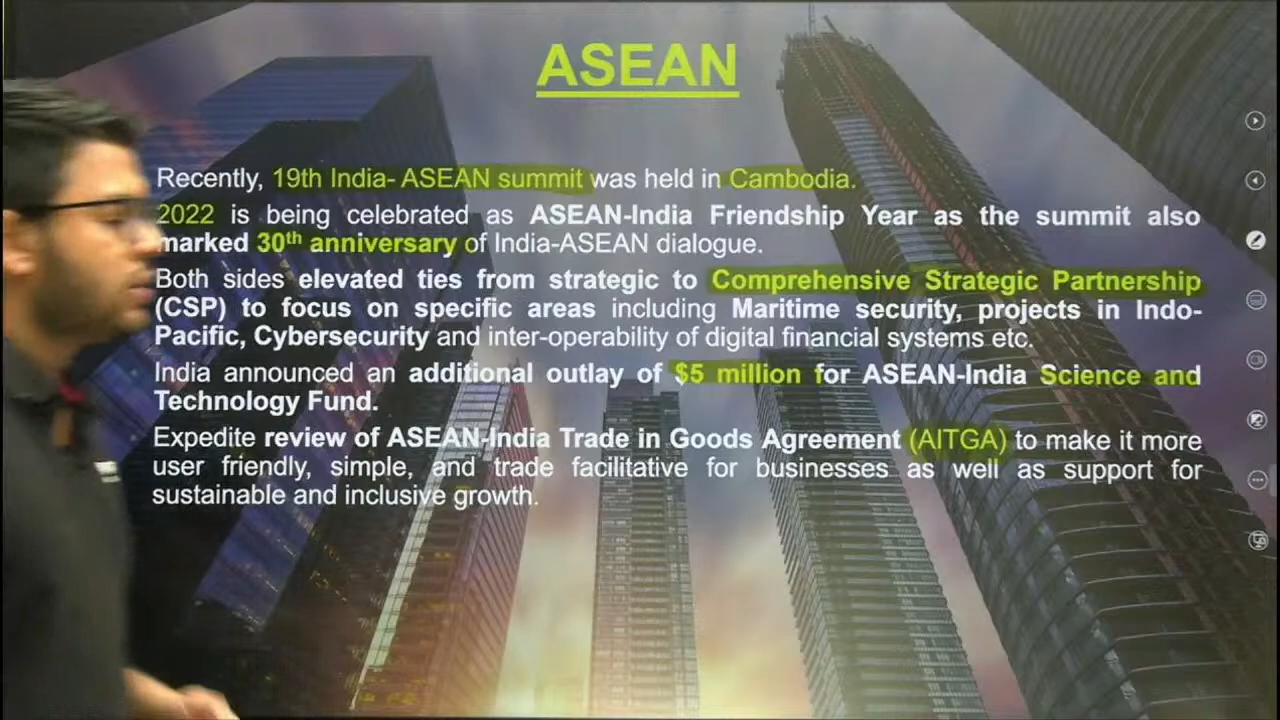 ASEAN
Recently, 19th India- ASEAN summit was held in Cambodia.
2022 is being celebrated as ASEAN-India Friendship Year as the summit also
marked 30th anniversary of India-ASEAN dialogue.
Both sides elevated ties from strategic to Comprehensive Strategic Partnership
(CSP) to focus on specific areas including Maritime security, projects in Indo-
Pacific, Cybersecurity and inter-operability of digital financial systems etc.
India announced an additional outlay of $5 million for ASEAN-India Science and
Technology Fund.
Expedite review of ASEAN-India Trade in Goods Agreement (AITGA) to make it more
user friendly, simple, and trade facilitative for businesses as well as support for
sustainable and inclusive growth.